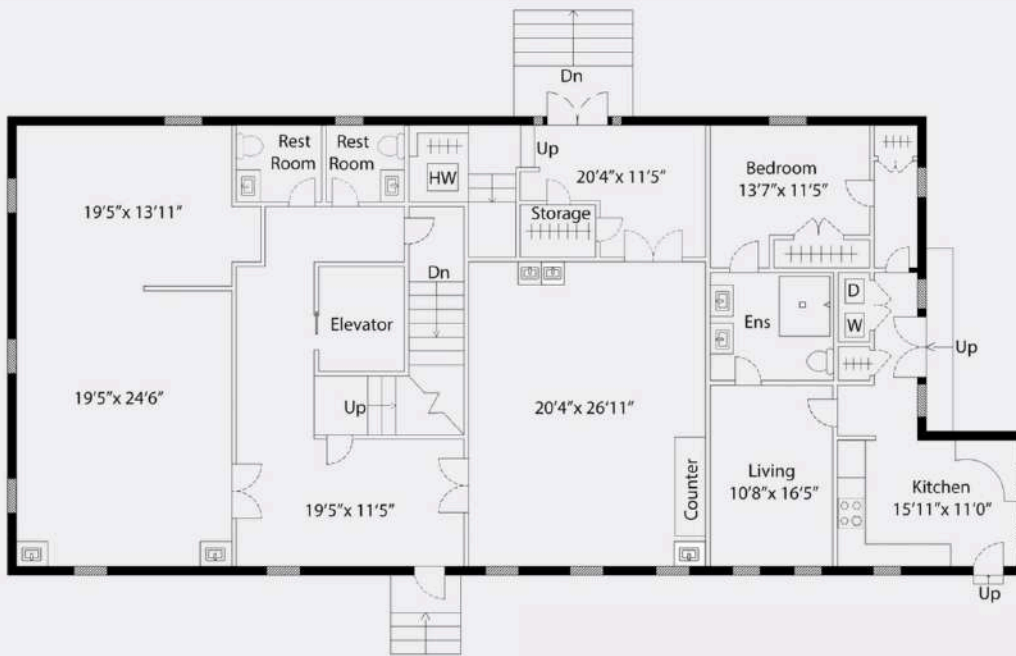 Dn
Rest
Room
Rest
Room
Up
HW
20'4"x 11'5"
Bedroom
13'7"x 11'5"
19'5"x 13'11"
Storage
Dn
Elevator
D
W
Ens
Up
19'5"x 24'6"
Up
20'4"x 26'11"
Counter
Living
10'8"x 16'5"
Kitchen
15'11"x 11'0"
19'5"x 11'5"
Up